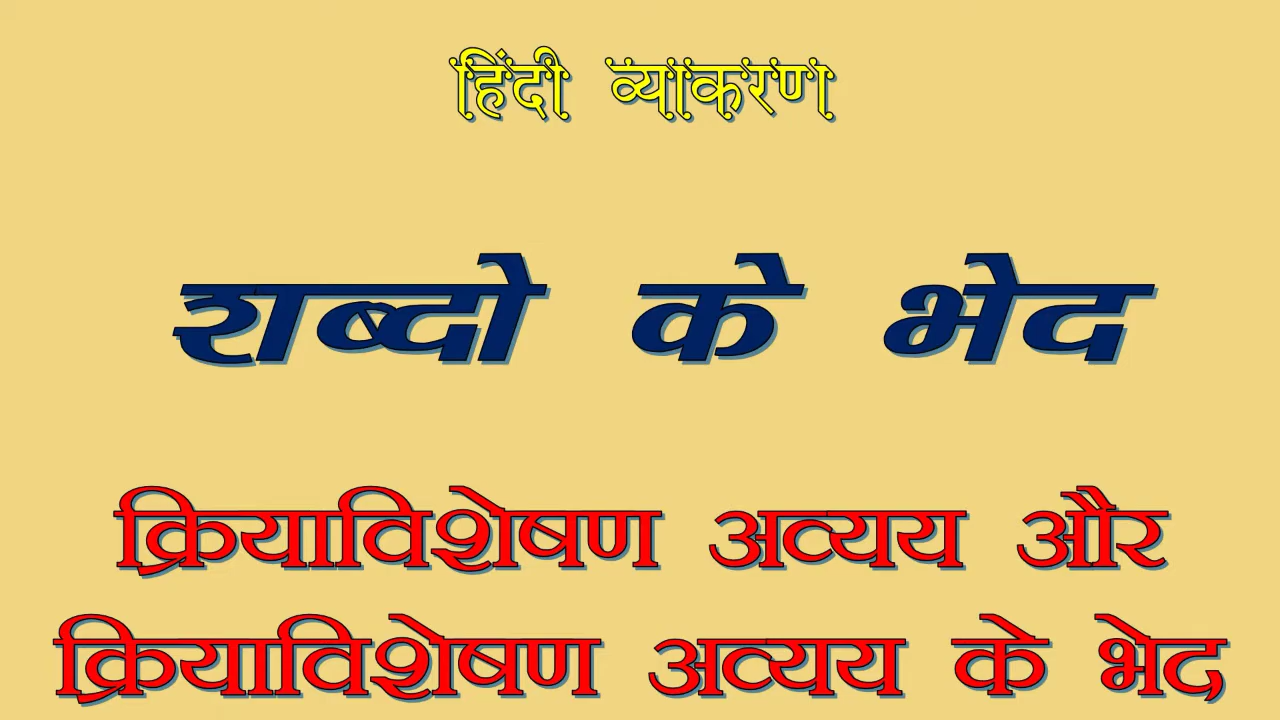 हिंदी व्याकरण
शब्दो के भेद
क्रियाविशेषण अव्यय और
क्रियाविशेषण अव्यय के भेद